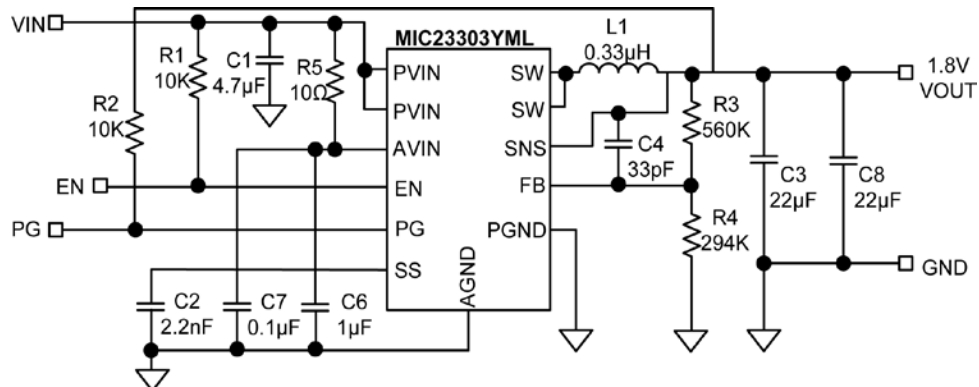 VIN
MIC23303YML
L1
0.33µH
R1
10K
C1
4.7µF
R5
10Ω
PVIN
SW
1.8V
VOUT
R2
10K
PVIN
SW
R3
560K
AVIN
SNS
C4
33pF
EN
EN
FB
C3
22µF
C8
22µF
PG
PG
PGND
R4
294K
SS
AGND
GND
C2
2.2nF
C7
0.1µF
C6
1µF